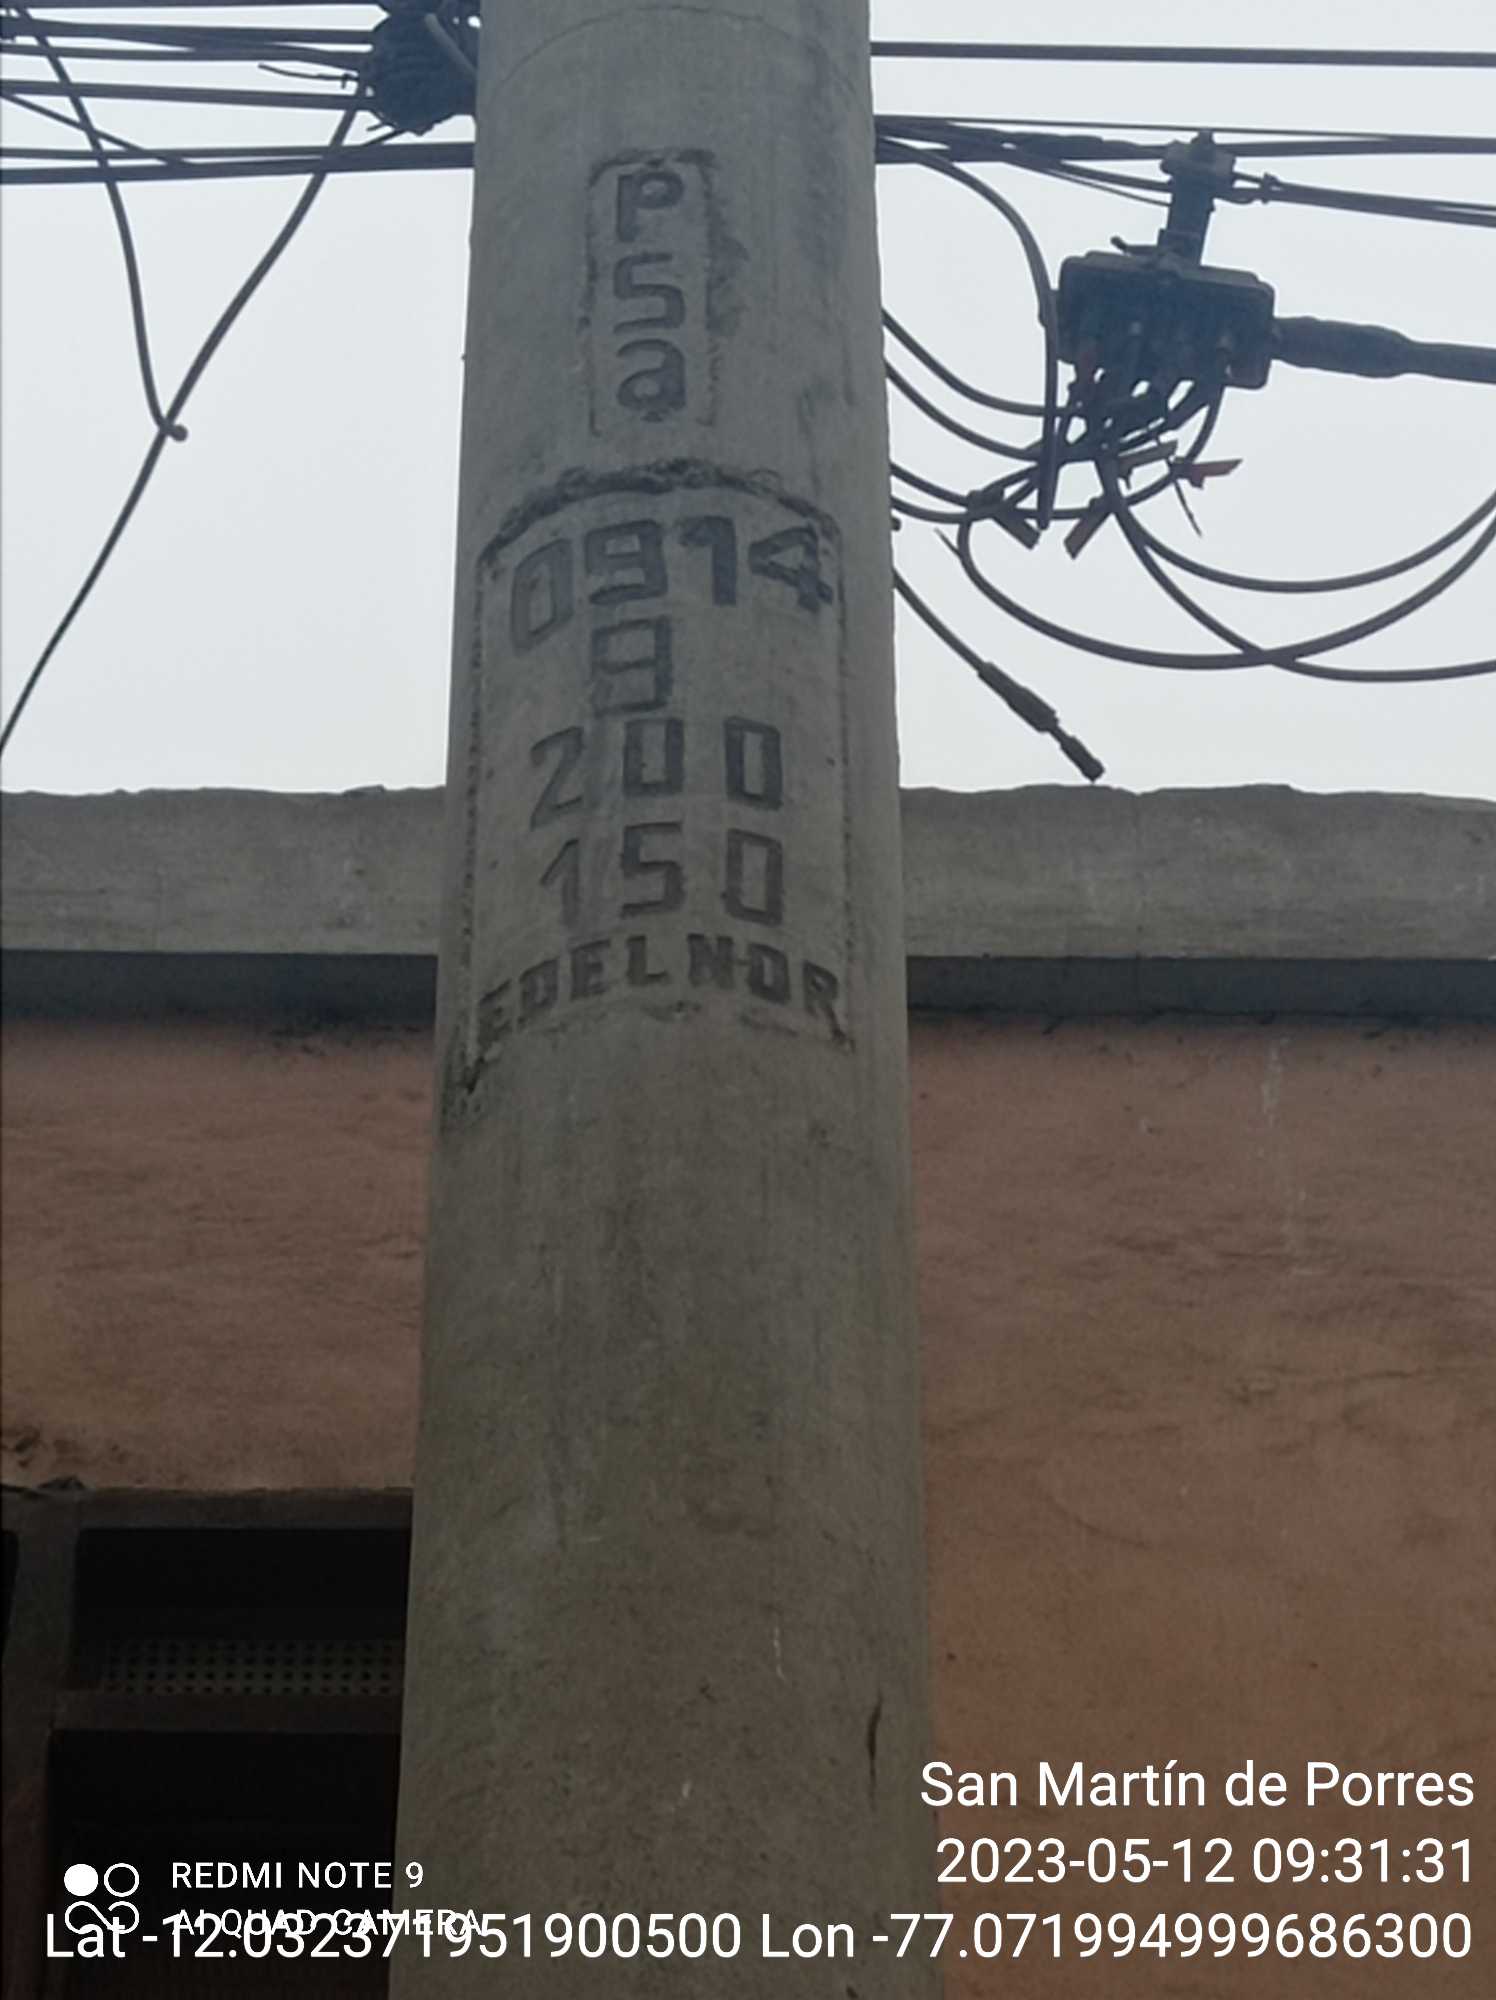 P
S
a
0914
9
200
150
EDELNOR
San Martín de Porres
2023-05-12 09:31:31
REDMI NOTE 9
AI QUAD CAMERA
Lat -12.032371951900500 Lon -77.071994999686300